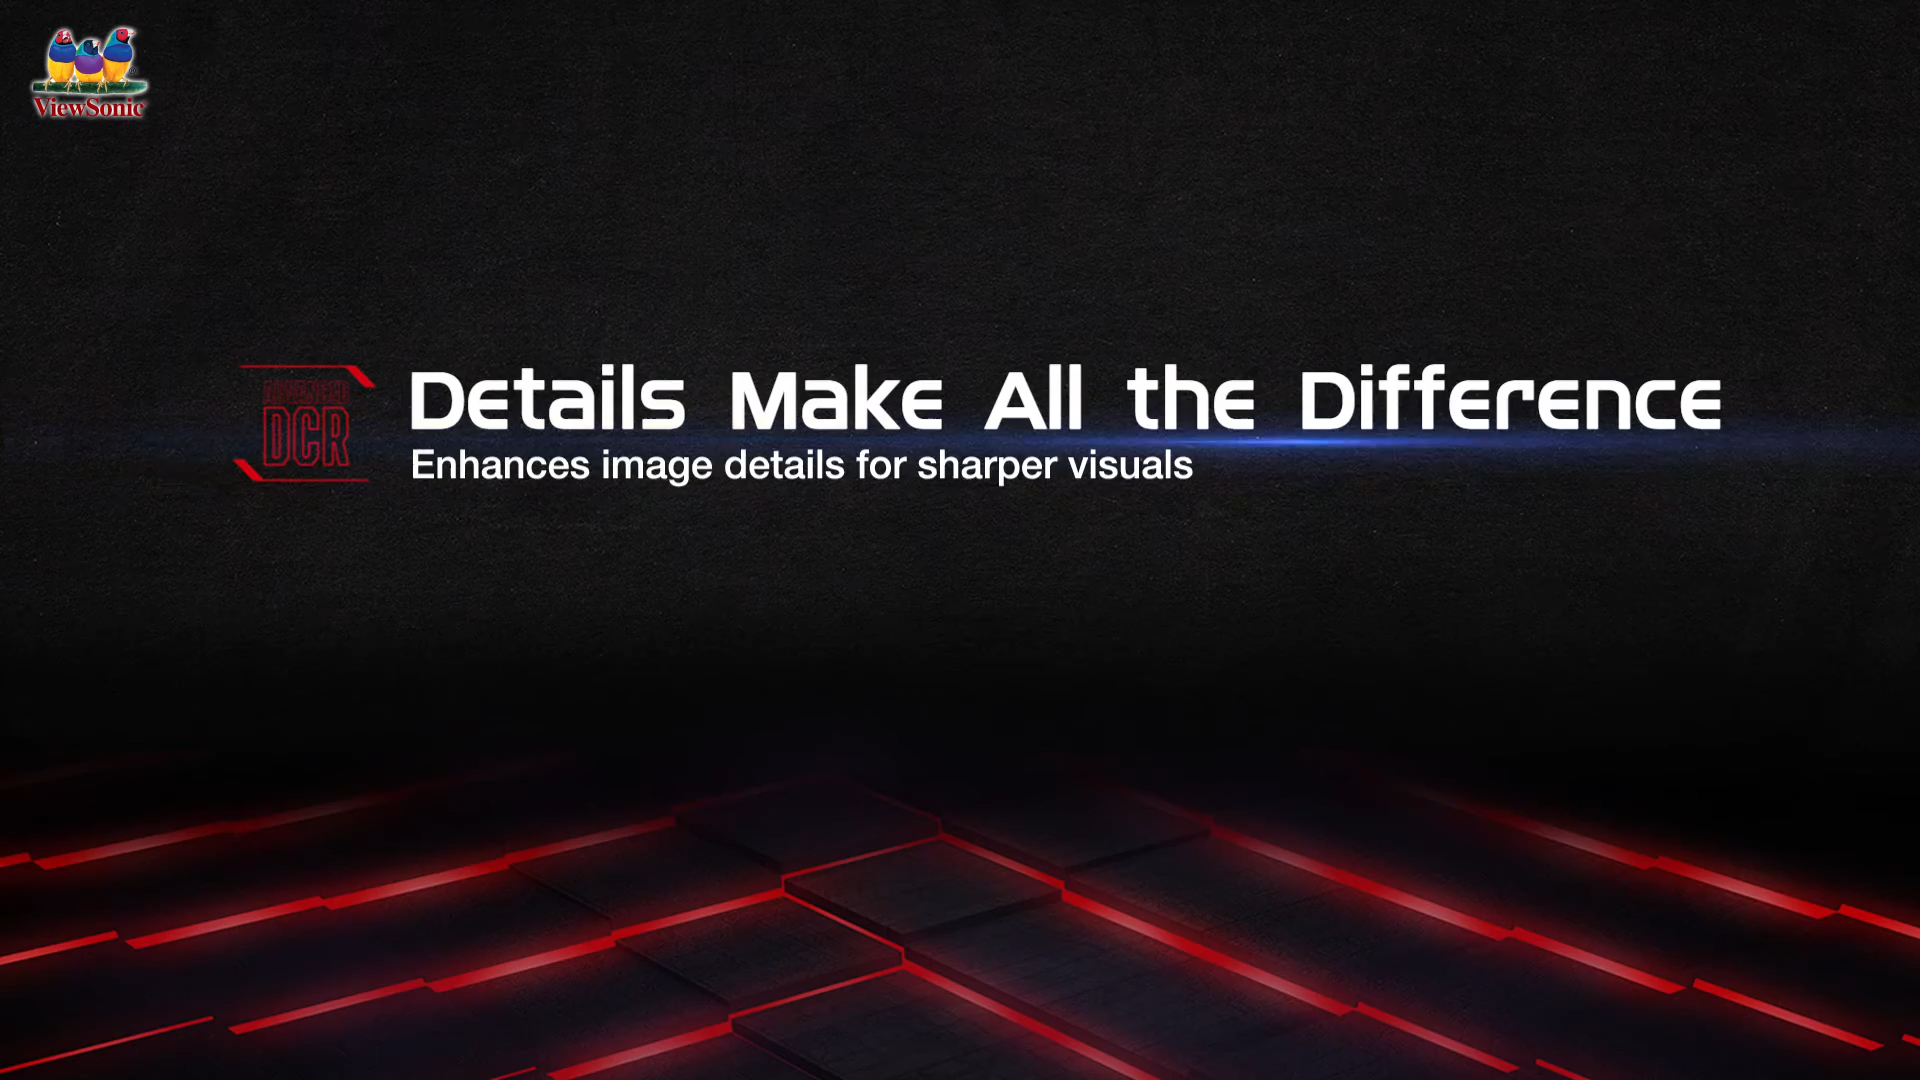 ViewSonic
Details Make All the Difference
DCR
Enhances image details for sharper visuals